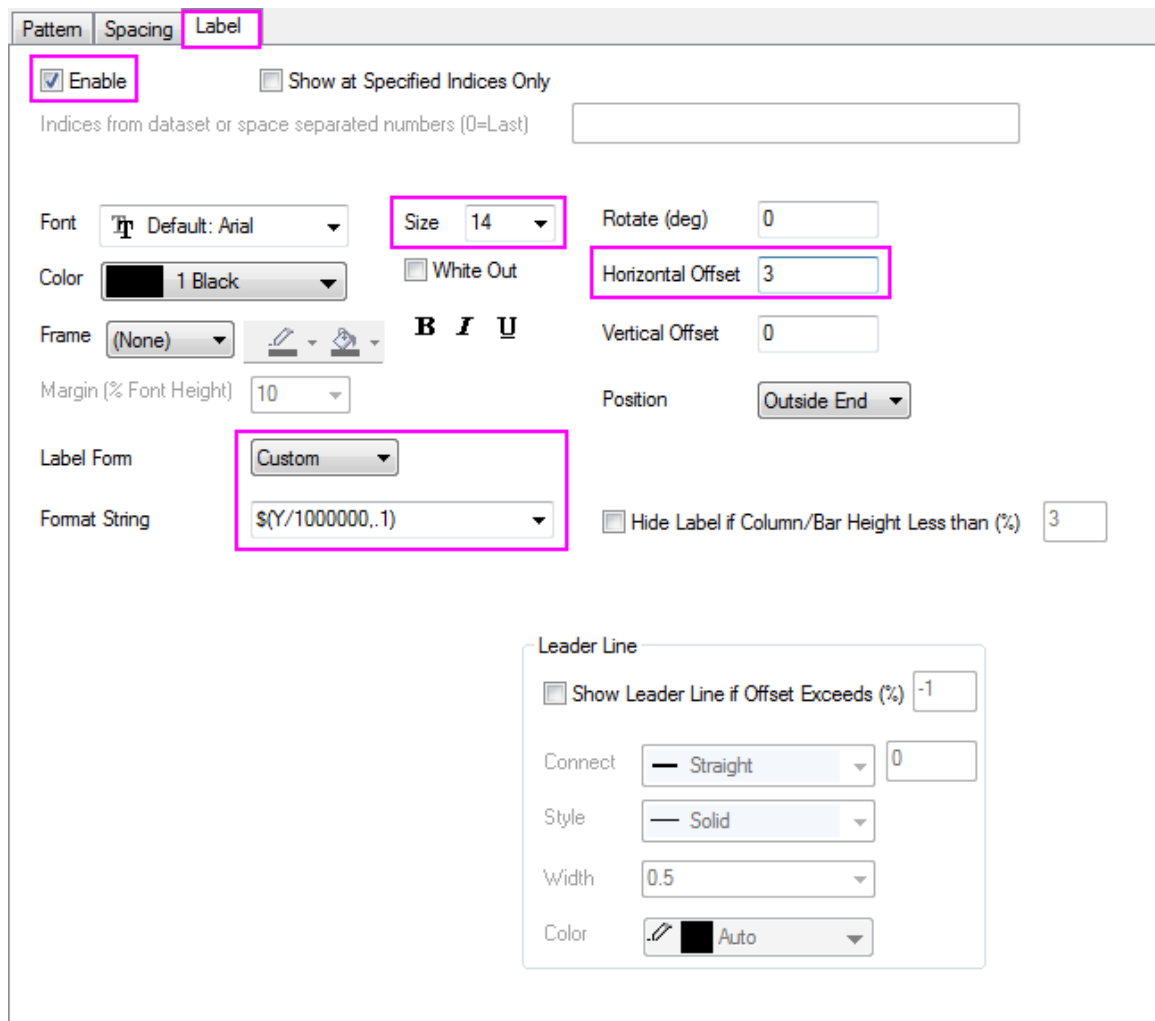 Pattern Spacing Label
Enable Show at Specified Indices Only
Indices from dataset or space separated numbers (0=Last)
Font Default: Arial Size 14 Rotate (deg) 0
Color 1 Black White Out Horizontal Offset 3
Frame (None) B I U Vertical Offset 0
Margin (% Font Height) 10 Position Outside End
Label Form Custom
Format String $(Y/1000000,.1) Hide Label if Column/Bar Height Less than (%) 3
Leader Line
Show Leader Line if Offset Exceeds (%) -1
Connect Straight 0
Style Solid
Width 0.5
Color Auto